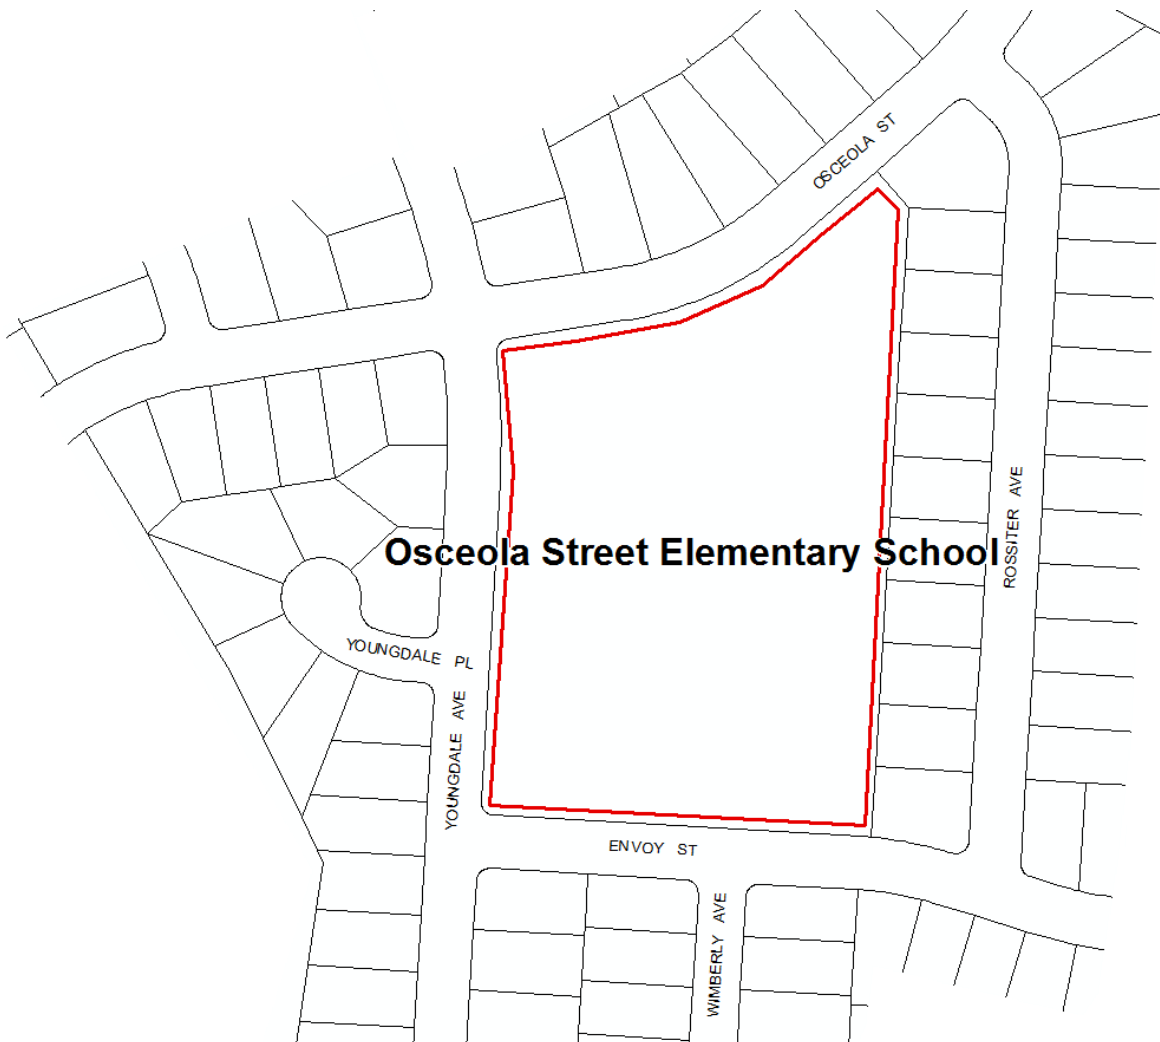 OSCEOLA ST
ROSSITER AVE
Osceola Street Elementary School
YOUNGDALE PL
YOUNGDALE AVE
ENVOY ST
WIMBERLY AVE